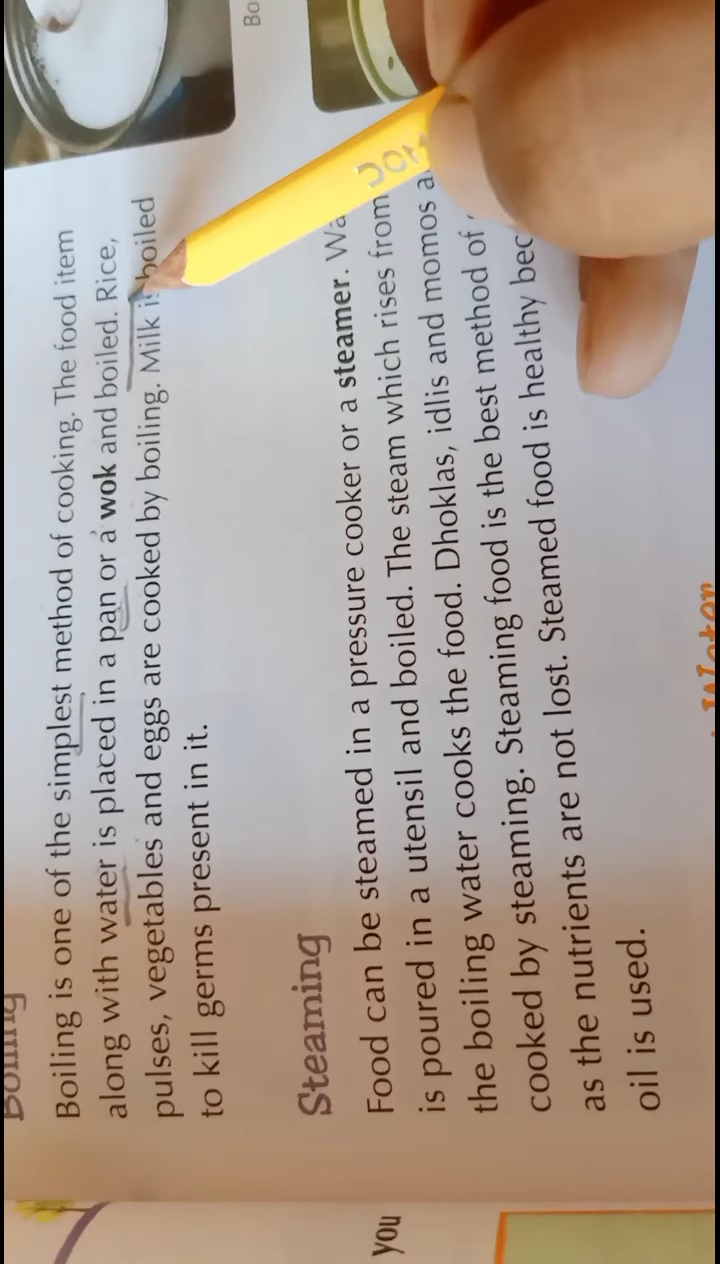 Boiling
Boiling is one of the simplest method of cooking. The food item
along with water is placed in a pan or a wok and boiled. Rice,
pulses, vegetables and eggs are cooked by boiling. Milk is boiled
to kill germs present in it.
Steaming
Food can be steamed in a pressure cooker or a steamer.
is poured in a utensil and boiled. The steam which rises from
the boiling water cooks the food. Dhoklas, idlis and momos
cooked by steaming. Steaming food is the best method of
as the nutrients are not lost. Steamed food is healthy
oil is used.
you